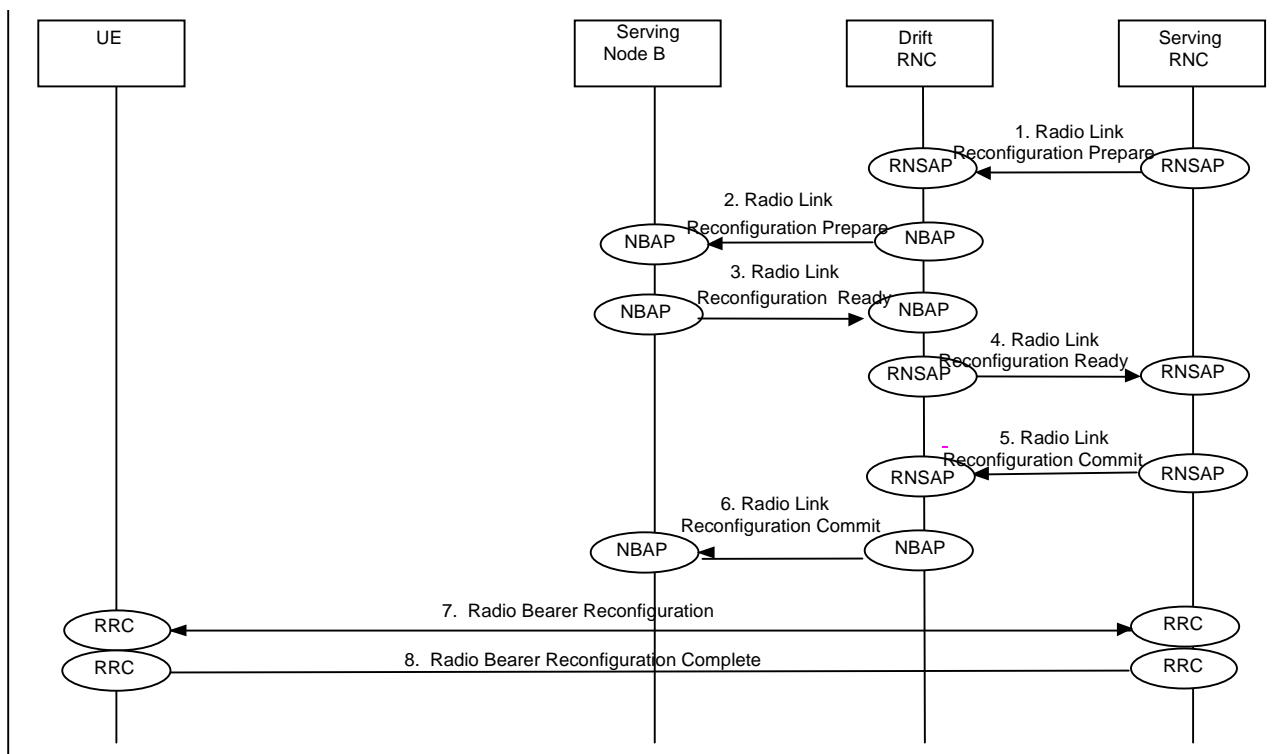 UE
Serving
Node B
Drift
RNC
Serving
RNC
1. Radio Link
Reconfiguration Prepare
RNSAP
RNSAP
2. Radio Link
Reconfiguration Prepare
NBAP
NBAP
3. Radio Link
Reconfiguration Ready
NBAP
NBAP
4. Radio Link
Reconfiguration Ready
RNSAP
RNSAP
5. Radio Link
Reconfiguration Commit
RNSAP
RNSAP
6. Radio Link
Reconfiguration Commit
NBAP
NBAP
7. Radio Bearer Reconfiguration
RRC
RRC
8. Radio Bearer Reconfiguration Complete
RRC
RRC